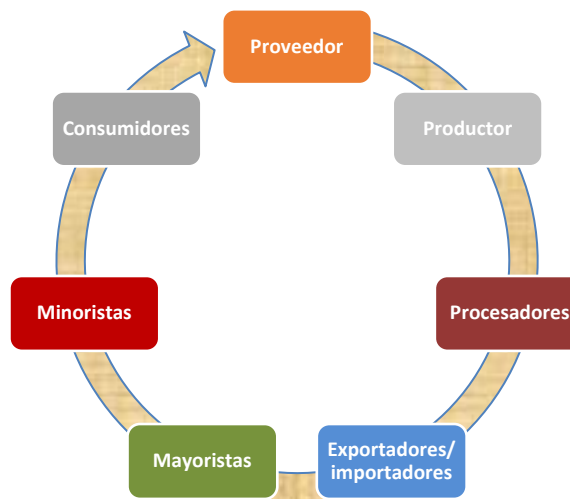 Proveedor
Productor
Procesadores
Exportadores/
importadores
Mayoristas
Minoristas
Consumidores